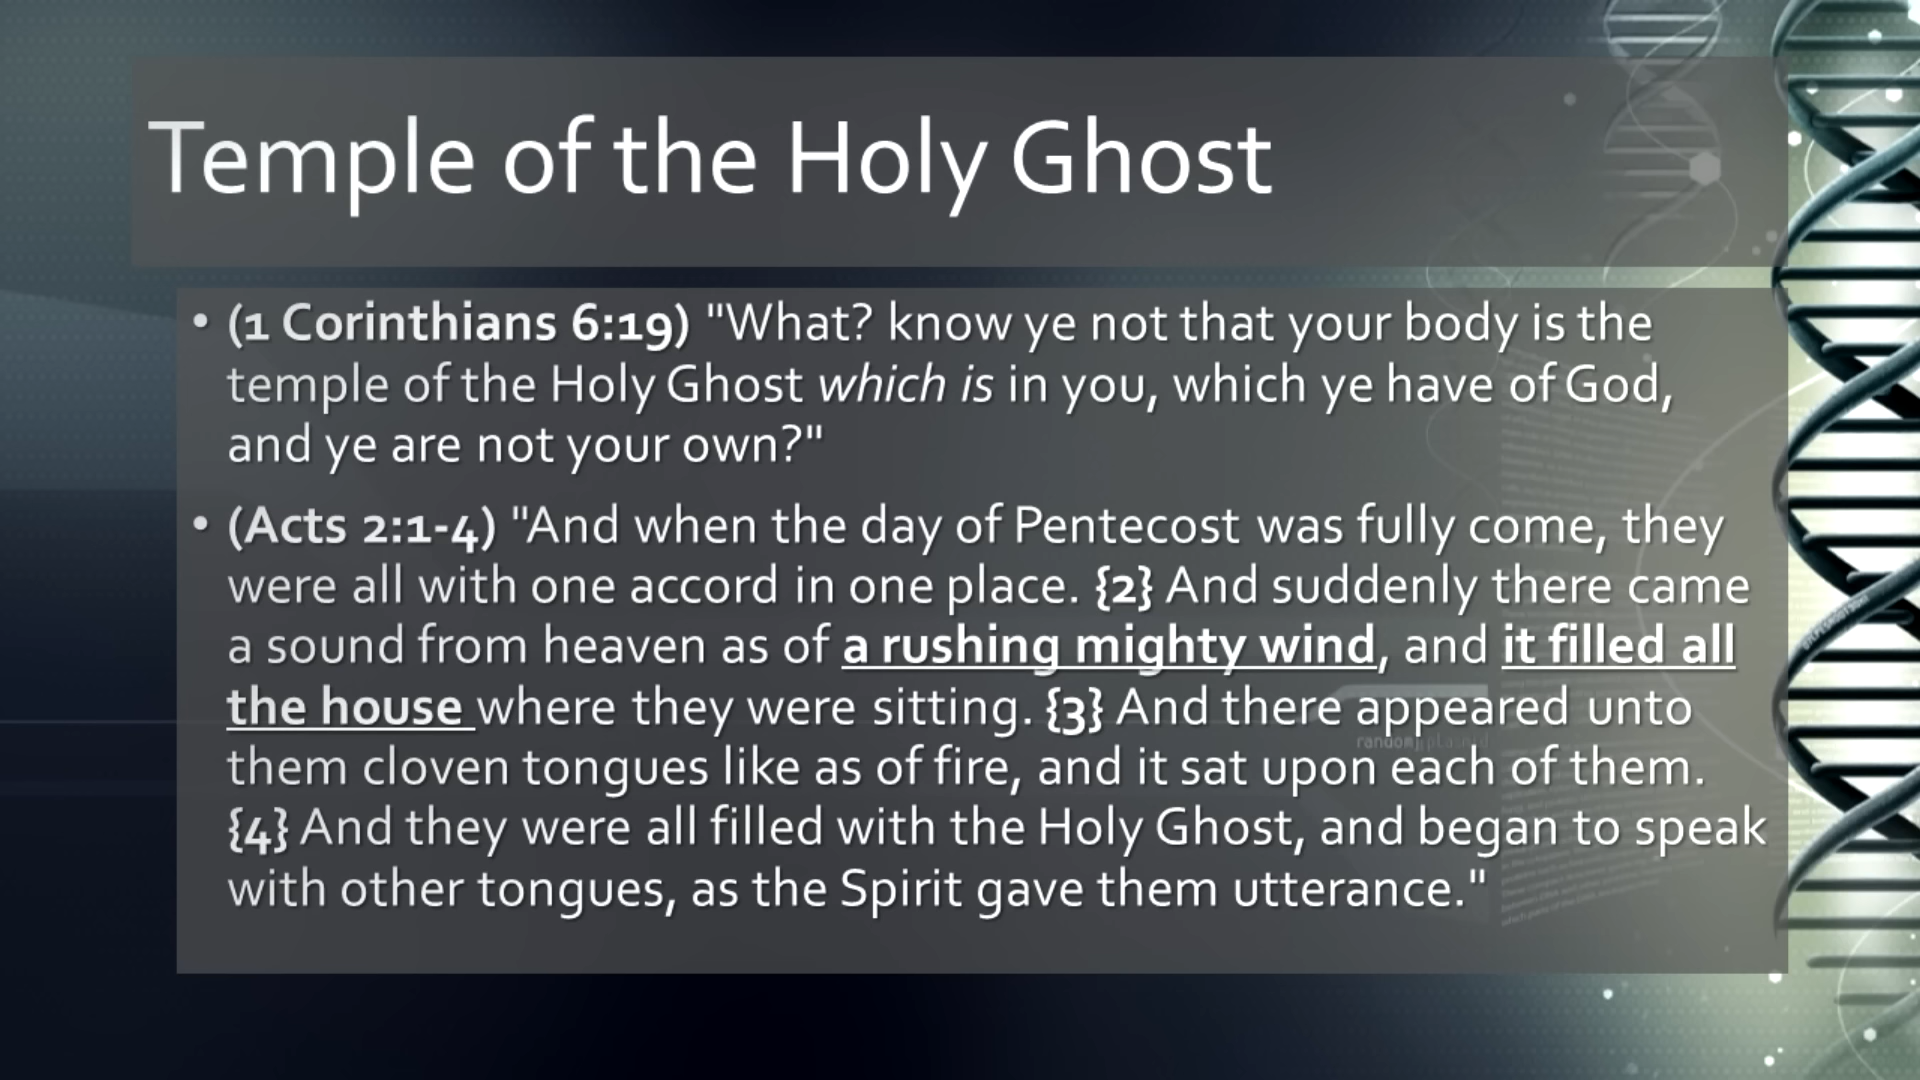 Temple of the Holy Ghost
• (1 Corinthians 6:19) "What? know ye not that your body is the
temple of the Holy Ghost which is in you, which ye have of God,
and ye are not your own?"
• (Acts 2:1-4) "And when the day of Pentecost was fully come, they
were all with one accord in one place. {2} And suddenly there came
a sound from heaven as of a rushing mighty wind, and it filled all
the house where they were sitting. {3} And there appeared unto
them cloven tongues like as of fire, and it sat upon each of them.
{4} And they were all filled with the Holy Ghost, and began to speak
with other tongues, as the Spirit gave them utterance."